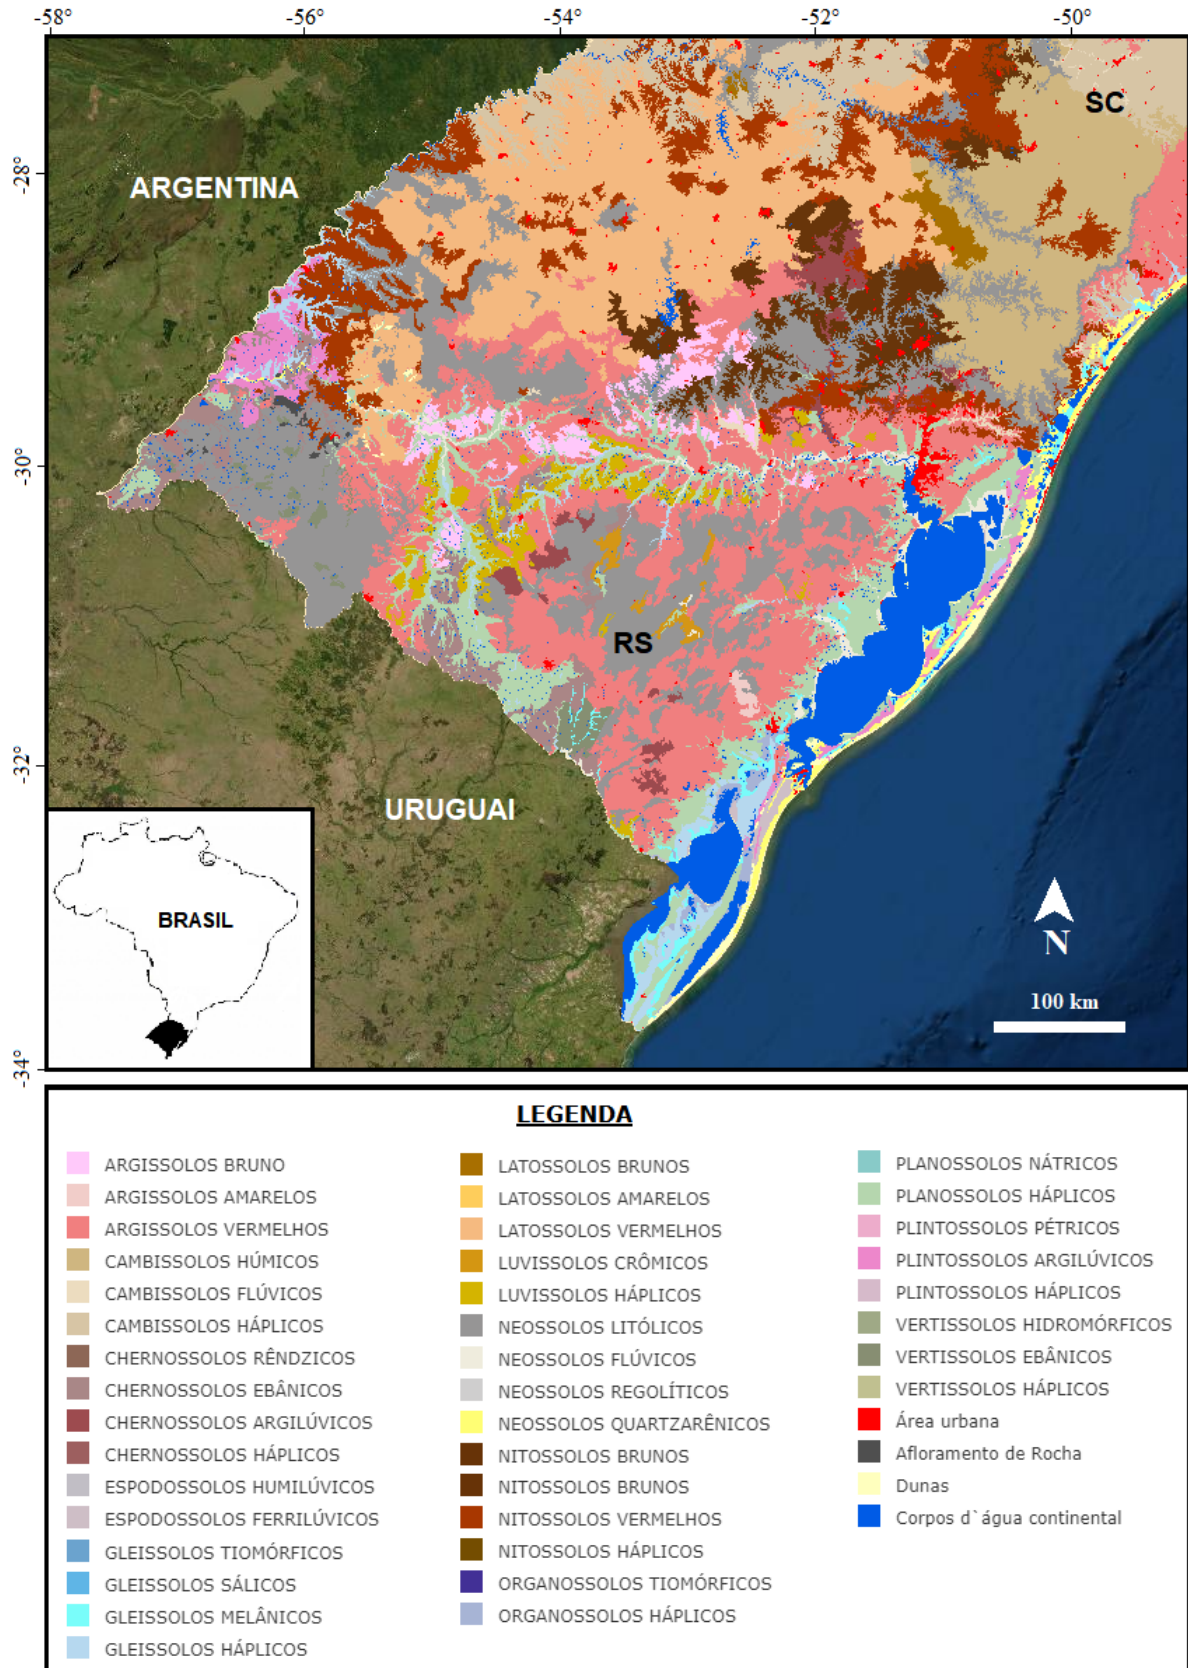 -58°
-56°
-54°
-52°
-50°
SC
-28°
ARGENTINA
-30°
RS
-32°
URUGUAI
BRASIL
N
100 km
-34°
LEGENDA
ARGISSOLOS BRUNO
ARGISSOLOS AMARELOS
ARGISSOLOS VERMELHOS
CAMBISSOLOS HÚMICOS
CAMBISSOLOS FLÚVICOS
CAMBISSOLOS HÁPLICOS
CHERNOSSOLOS RÊNDZICOS
CHERNOSSOLOS EBÂNICOS
CHERNOSSOLOS ARGILÚVICOS
CHERNOSSOLOS HÁPLICOS
ESPODOSSOLOS HUMILÚVICOS
ESPODOSSOLOS FERRILÚVICOS
GLEISSOLOS TIOMÓRFICOS
GLEISSOLOS SÁLICOS
GLEISSOLOS MELÂNICOS
GLEISSOLOS HÁPLICOS
LATOSSOLOS BRUNOS
LATOSSOLOS AMARELOS
LATOSSOLOS VERMELHOS
LUVISSOLOS CRÔMICOS
LUVISSOLOS HÁPLICOS
NEOSSOLOS LITÓLICOS
NEOSSOLOS FLÚVICOS
NEOSSOLOS REGOLÍTICOS
NEOSSOLOS QUARTZARÊNICOS
NITOSSOLOS BRUNOS
NITOSSOLOS BRUNOS
NITOSSOLOS VERMELHOS
NITOSSOLOS HÁPLICOS
ORGANOSSOLOS TIOMÓRFICOS
ORGANOSSOLOS HÁPLICOS
PLANOSSOLOS NÁTRICOS
PLANOSSOLOS HÁPLICOS
PLINTOSSOLOS PÉTRICOS
PLINTOSSOLOS ARGILÚVICOS
PLINTOSSOLOS HÁPLICOS
VERTISSOLOS HIDROMÓRFICOS
VERTISSOLOS EBÂNICOS
VERTISSOLOS HÁPLICOS
Área urbana
Afloramento de Rocha
Dunas
Corpos d`água continental